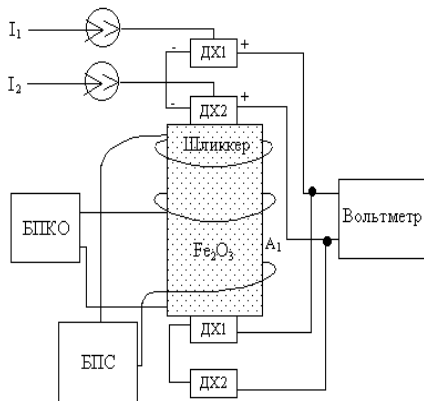 I₁
ДХ1
- +
I₂
ДХ2
- +
Шликкер
БПКО
Fe₂O₃
A₁
Вольтметр
ДХ1
БПС
ДХ2